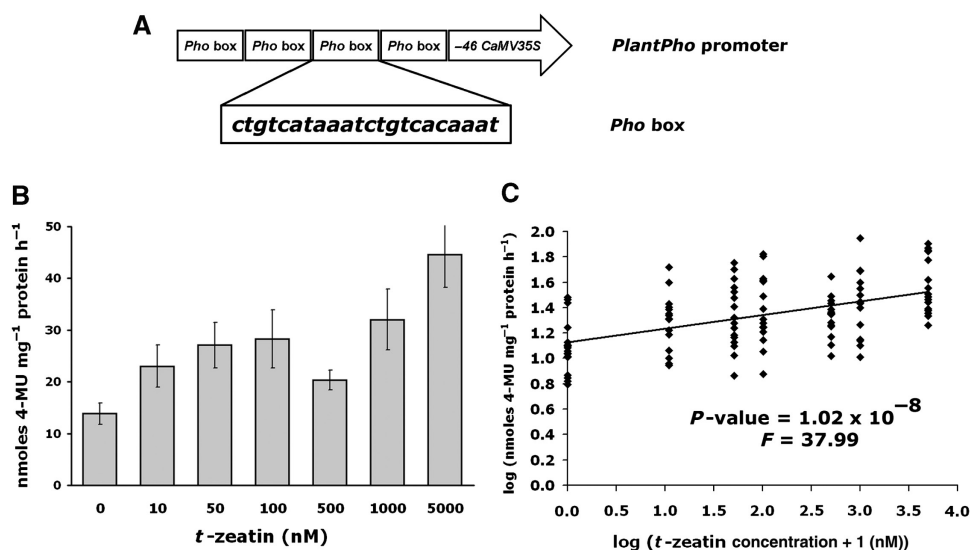 A
Pho box Pho box Pho box Pho box –46 CaMV35S
PlantPho promoter
ctgtcataaatctgtcacaaat
Pho box
B
nmoles 4-MU mg⁻¹ protein h⁻¹
50
40
30
20
10
0
0 10 50 100 500 1000 5000
t-zeatin (nM)
C
log (nmoles 4-MU mg⁻¹ protein h⁻¹)
2.0
1.8
1.6
1.4
1.2
1.0
0.8
0.6
0.4
0.2
0.0
P-value = 1.02 x 10⁻⁸
F = 37.99
0.0 0.5 1.0 1.5 2.0 2.5 3.0 3.5 4.0
log (t-zeatin concentration + 1 (nM))